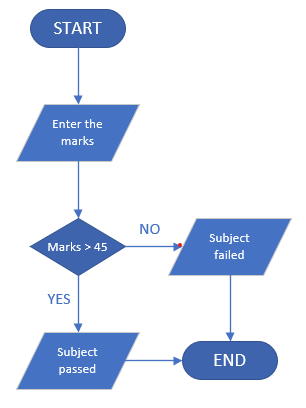 START
Enter the
marks
Marks > 45
NO
Subject
failed
YES
Subject
passed
END